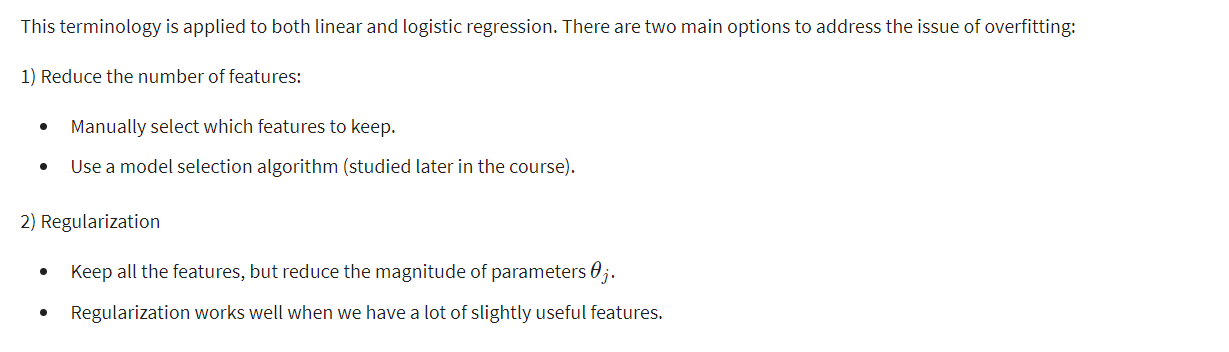 This terminology is applied to both linear and logistic regression. There are two main options to address the issue of overfitting:
1) Reduce the number of features:
• Manually select which features to keep.
• Use a model selection algorithm (studied later in the course).
2) Regularization
• Keep all the features, but reduce the magnitude of parameters θj.
• Regularization works well when we have a lot of slightly useful features.